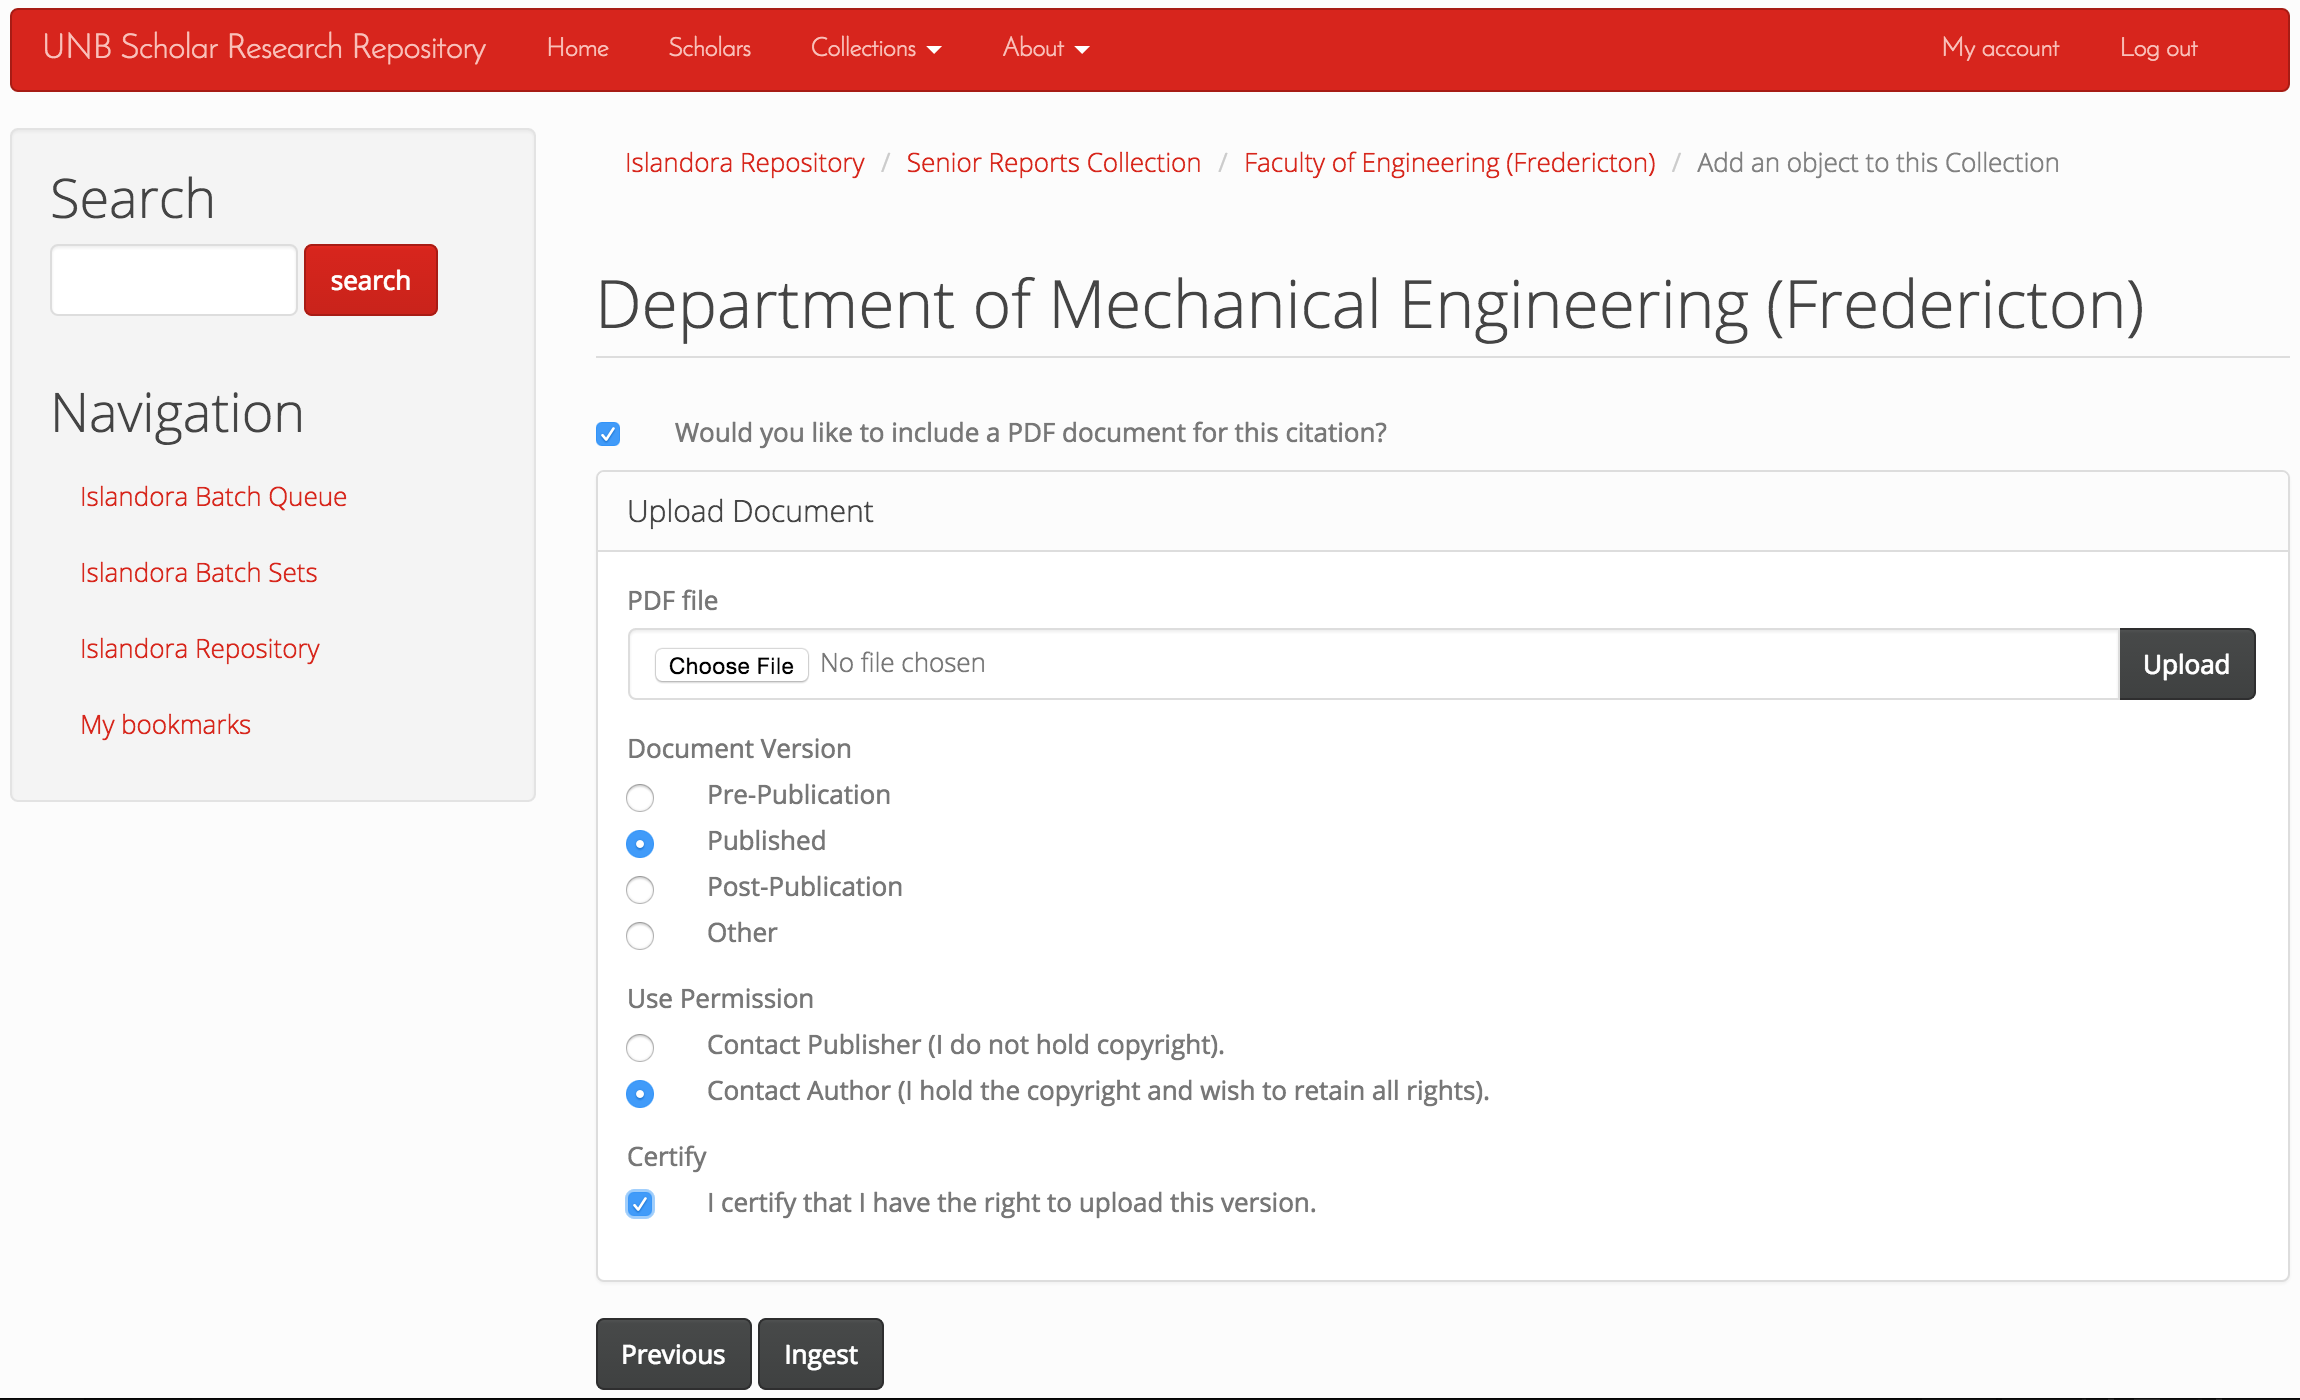 UNB Scholar Research Repository Home Scholars Collections About My account Log out
Search
search
Navigation
Islandora Batch Queue
Islandora Batch Sets
Islandora Repository
My bookmarks
Islandora Repository / Senior Reports Collection / Faculty of Engineering (Fredericton) / Add an object to this Collection
Department of Mechanical Engineering (Fredericton)
Would you like to include a PDF document for this citation?
Upload Document
PDF file
Choose File No file chosen Upload
Document Version
Pre-Publication
Published
Post-Publication
Other
Use Permission
Contact Publisher (I do not hold copyright).
Contact Author (I hold the copyright and wish to retain all rights).
Certify
I certify that I have the right to upload this version.
Previous Ingest